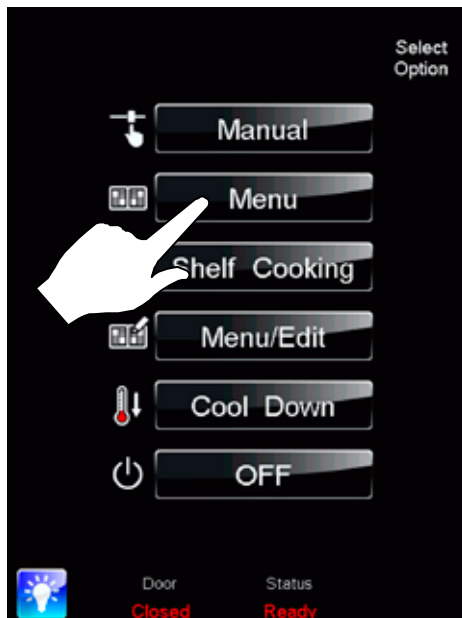 Select
Option
Manual
Menu
Shelf Cooking
Menu/Edit
Cool Down
OFF
Door
Status
Closed
Ready